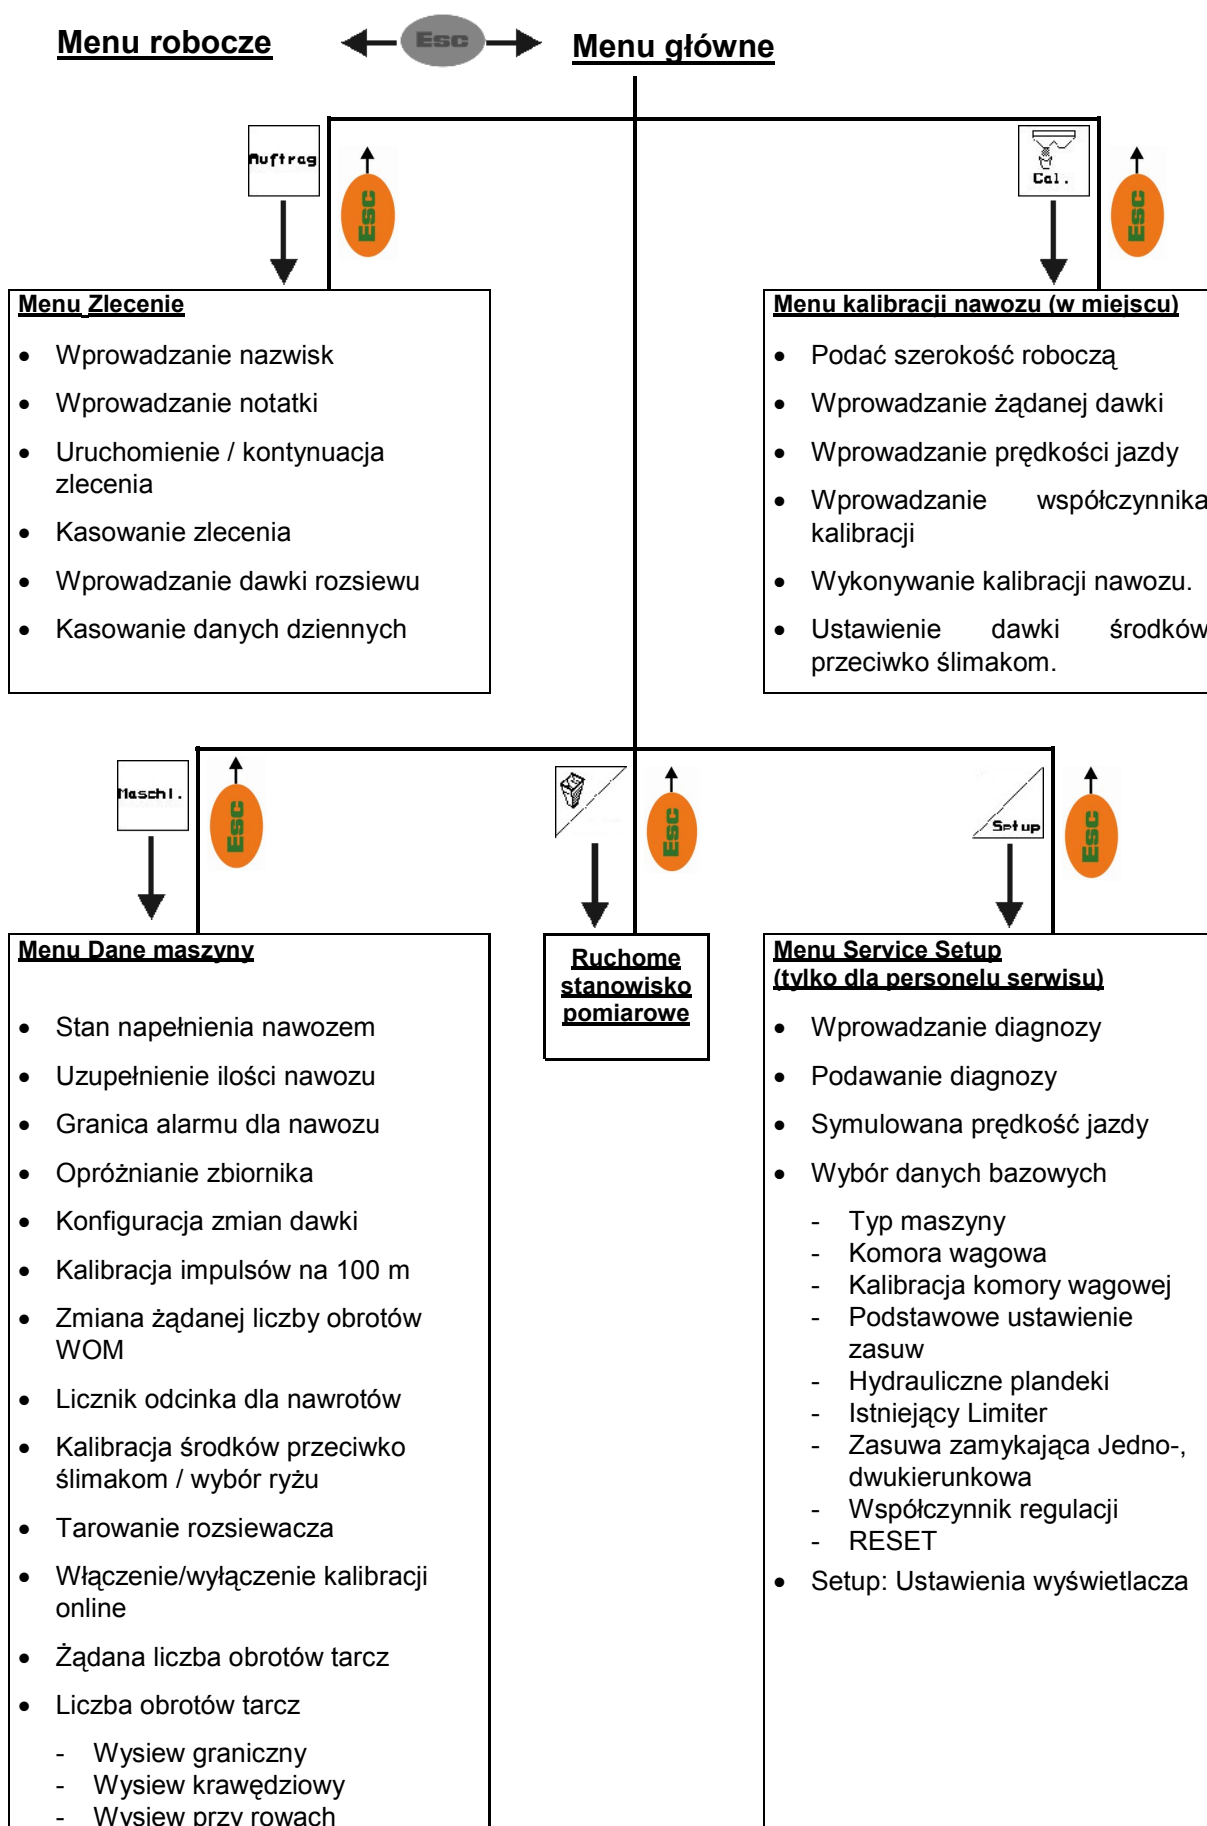 Menu robocze
Esc
Menu główne
Auftrag
Esc
Cal.
Esc
Menu Zlecenie
• Wprowadzanie nazwisk
• Wprowadzanie notatki
• Uruchomienie / kontynuacja
zlecenia
• Kasowanie zlecenia
• Wprowadzanie dawki rozsiewu
• Kasowanie danych dziennych
Menu kalibracji nawozu (w miejscu)
• Podać szerokość roboczą
• Wprowadzanie żądanej dawki
• Wprowadzanie prędkości jazdy
• Wprowadzanie współczynnika
kalibracji
• Wykonywanie kalibracji nawozu.
• Ustawienie dawki środków
przeciwko ślimakom.
Maschi.
Esc
Esc
Setup
Esc
Menu Dane maszyny
• Stan napełnienia nawozem
• Uzupełnienie ilości nawozu
• Granica alarmu dla nawozu
• Opróżnianie zbiornika
• Konfiguracja zmian dawki
• Kalibracja impulsów na 100 m
• Zmiana żądanej liczby obrotów
WOM
• Licznik odcinka dla nawrotów
• Kalibracja środków przeciwko
ślimakom / wybór ryżu
• Tarowanie rozsiewacza
• Włączenie/wyłączenie kalibracji
online
• Żądana liczba obrotów tarcz
• Liczba obrotów tarcz
- Wysiew graniczny
- Wysiew krawędziowy
- Wysiew przy rowach
Ruchome
stanowisko
pomiarowe
Menu Service Setup
(tylko dla personelu serwisu)
• Wprowadzanie diagnozy
• Podawanie diagnozy
• Symulowana prędkość jazdy
• Wybór danych bazowych
- Typ maszyny
- Komora wagowa
- Kalibracja komory wagowej
- Podstawowe ustawienie
zasuw
- Hydrauliczne plandeki
- Istniejący Limiter
- Zasuwa zamykająca Jedno-,
dwukierunkowa
- Współczynnik regulacji
- RESET
• Setup: Ustawienia wyświetlacza